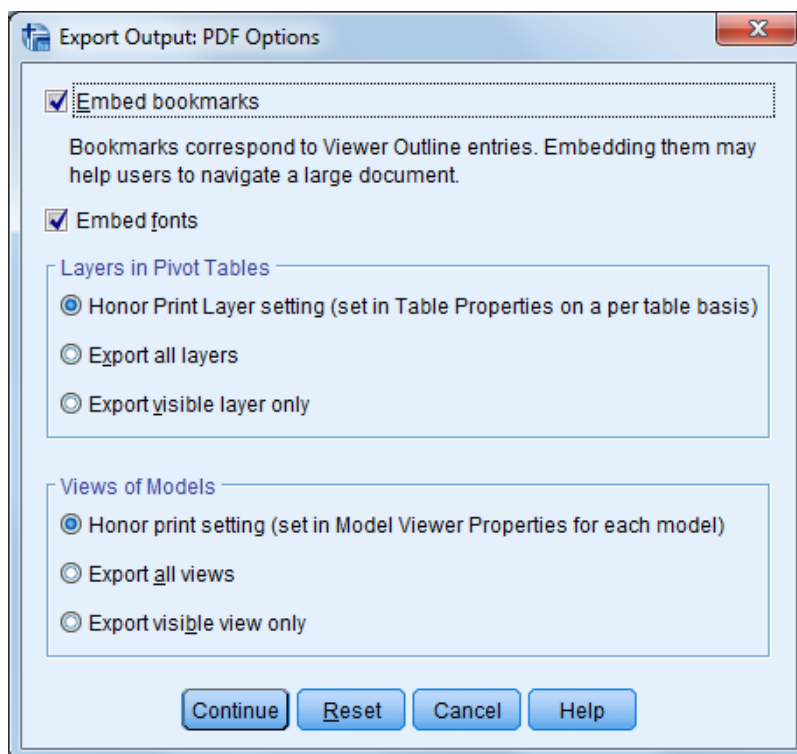 Export Output: PDF Options
Embed bookmarks
Bookmarks correspond to Viewer Outline entries. Embedding them may
help users to navigate a large document.
Embed fonts
Layers in Pivot Tables
Honor Print Layer setting (set in Table Properties on a per table basis)
Export all layers
Export visible layer only
Views of Models
Honor print setting (set in Model Viewer Properties for each model)
Export all views
Export visible view only
Continue Reset Cancel Help